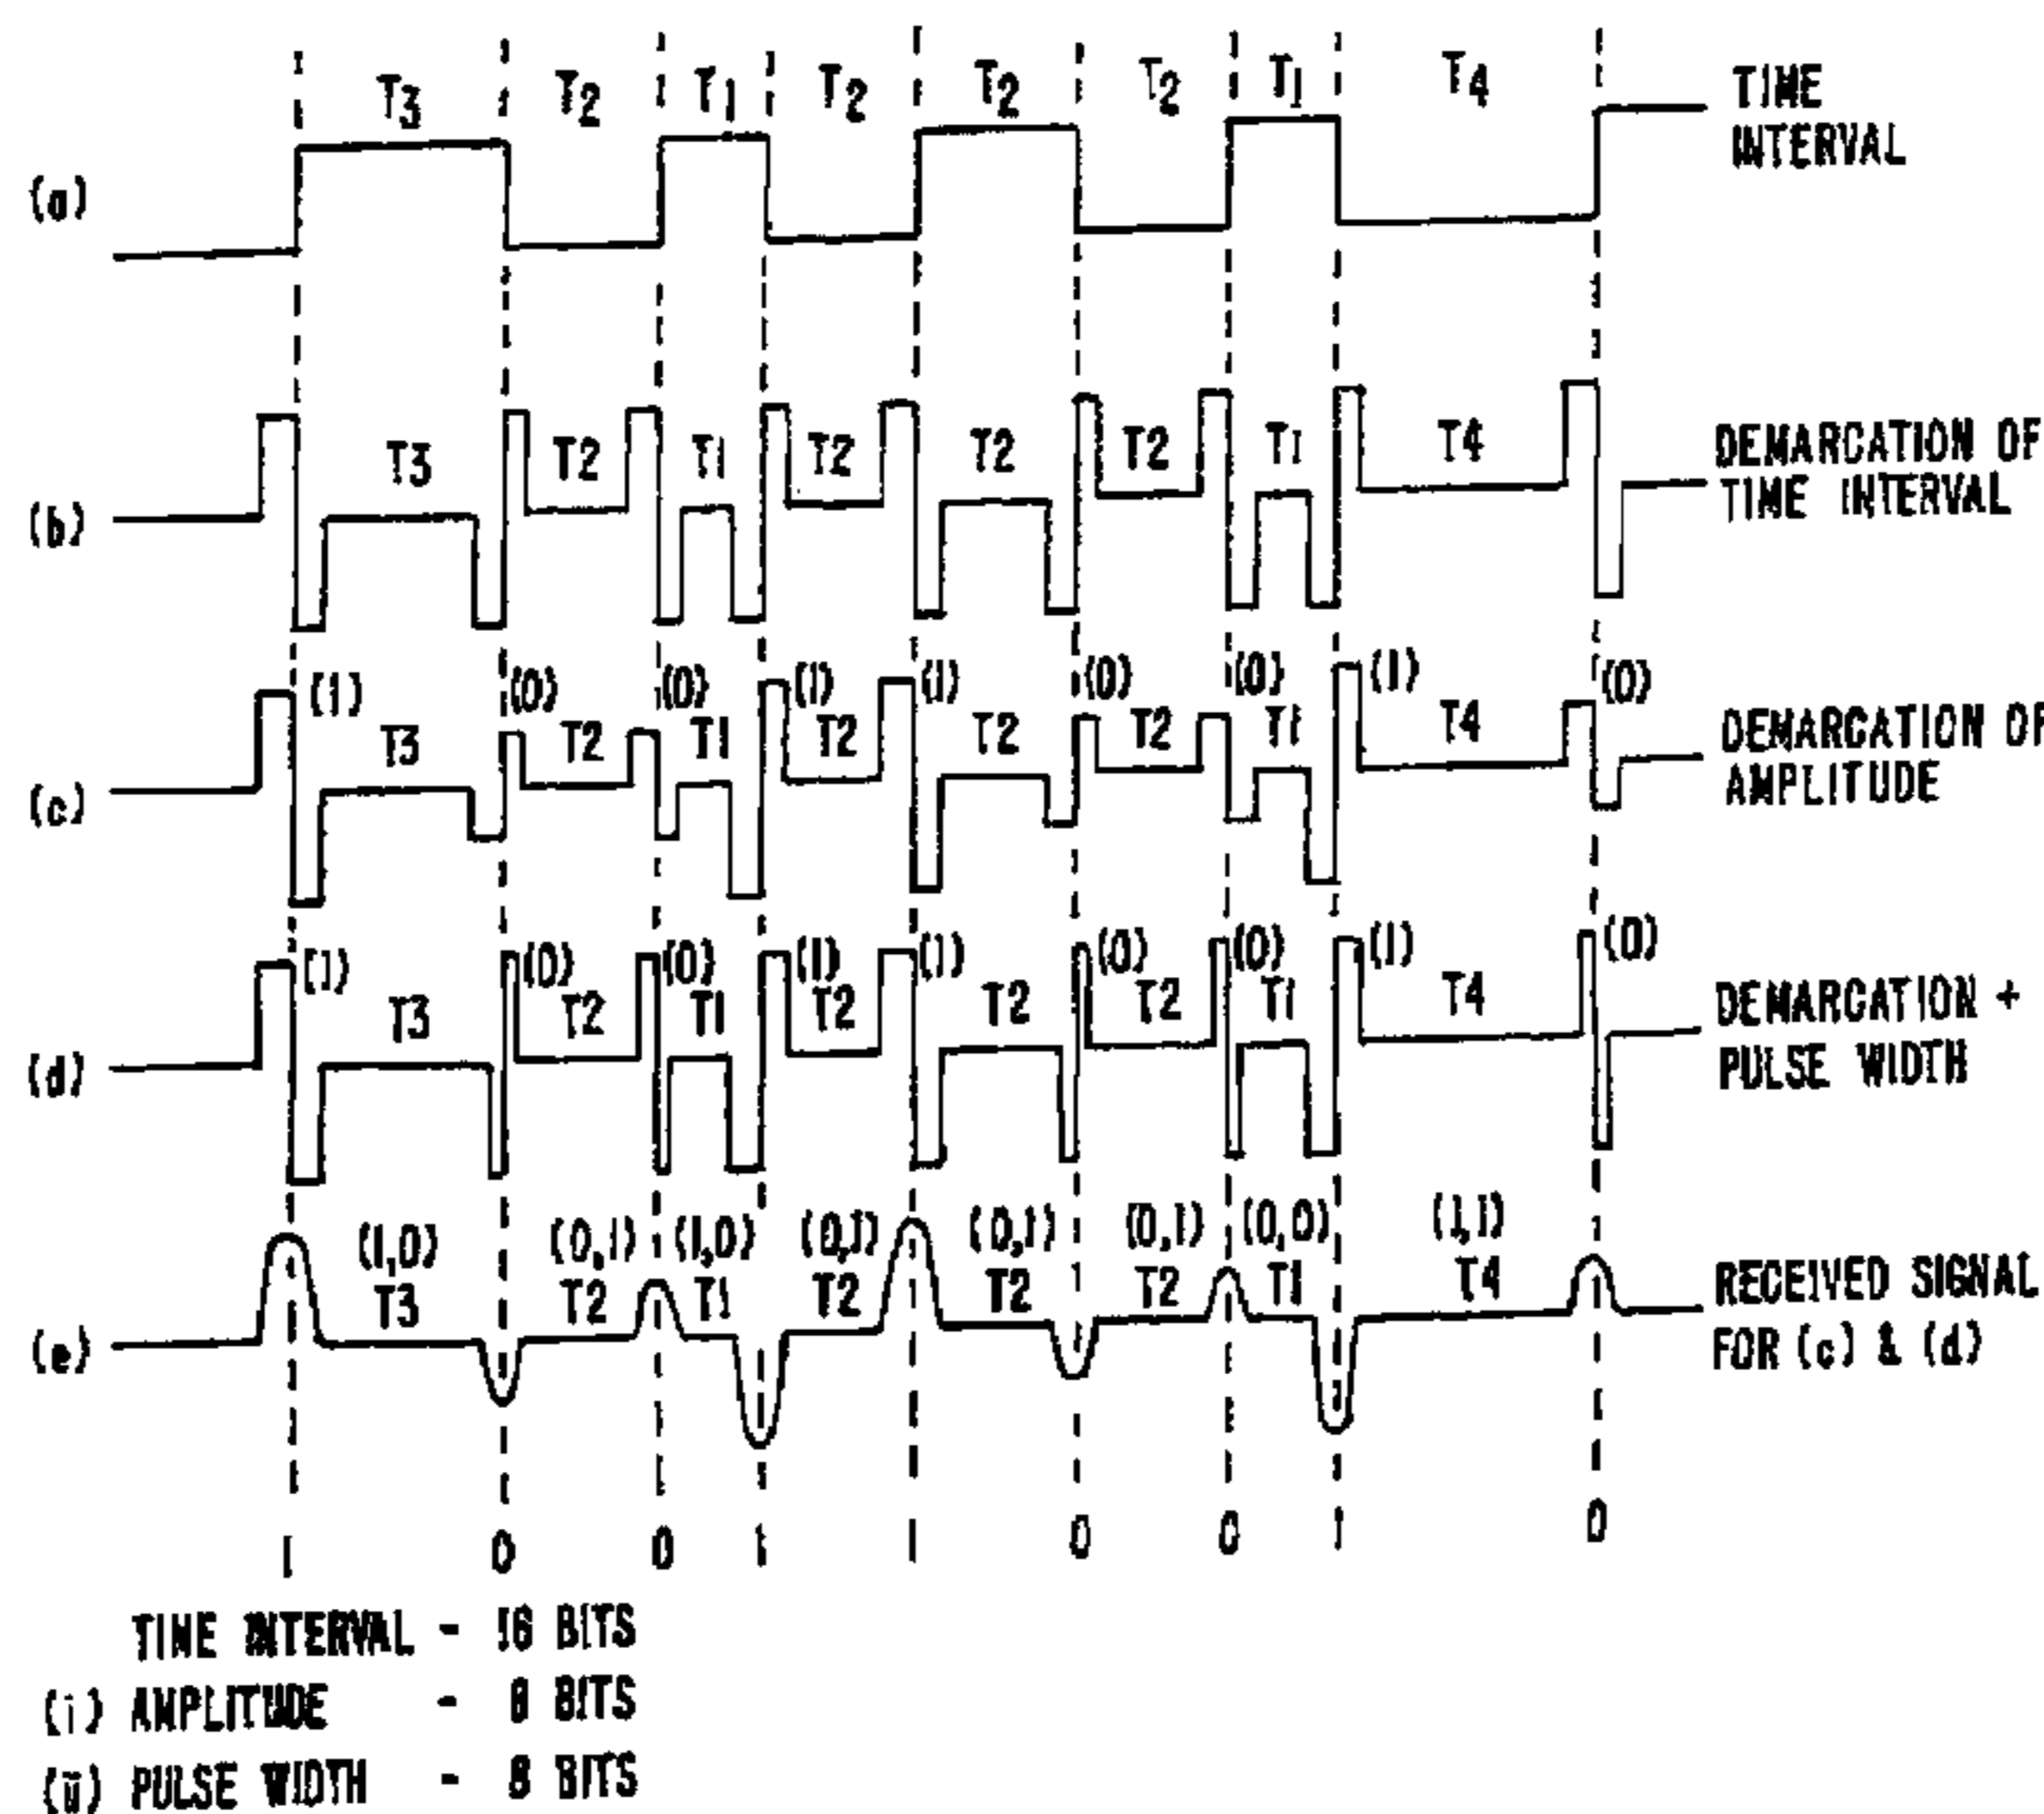 T3 T2 T1 T2 T2 T2 T1 T4 TIME
INTERVAL
(a)
T3 T2 T1 T2 T2 T2 T1 T4 DEMARCATION OF
TIME INTERVAL
(b)
(1) (0) (0) (1) (1) (0) (0) (1) (0)
T3 T2 T1 T2 T2 T2 T1 T4 DEMARCATION OF
AMPLITUDE
(c)
(1) (0) (0) (1) (1) (0) (0) (1) (0)
T3 T2 T1 T2 T2 T2 T1 T4 DEMARCATION +
PULSE WIDTH
(d)
(1,0) (0,1) (1,0) (0,1) (0,1) (0,1) (0,0) (1,1)
T3 T2 T1 T2 T2 T2 T1 T4 RECEIVED SIGNAL
FOR (c) & (d)
(e)
1 0 0 1 1 0 0 1 0
TIME INTERVAL - 16 BITS
(i) AMPLITUDE - 8 BITS
(ii) PULSE WIDTH - 8 BITS